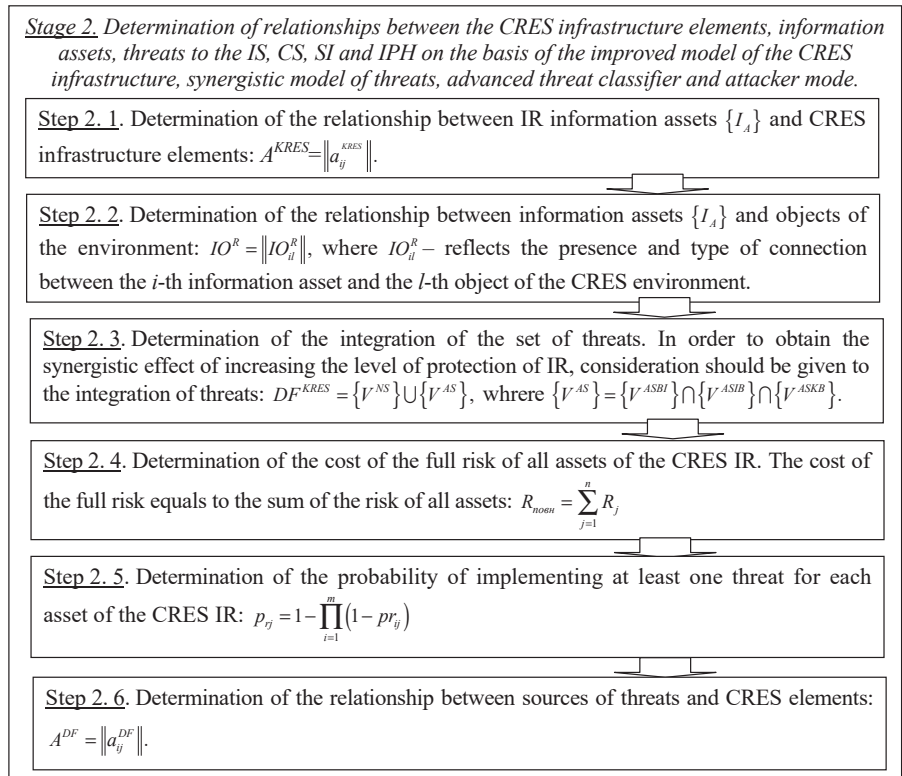 Stage 2. Determination of relationships between the CRES infrastructure elements, information
assets, threats to the IS, CS, SI and IPH on the basis of the improved model of the CRES
infrastructure, synergistic model of threats, advanced threat classifier and attacker mode.
Step 2. 1. Determination of the relationship between IR information assets {I_A} and CRES
infrastructure elements: A^{KRES}=‖a_{ij}^{KRES}‖.
Step 2. 2. Determination of the relationship between information assets {I_A} and objects of
the environment: IO^R = ‖IO_{il}^R‖, where IO_{il}^R – reflects the presence and type of connection
between the i-th information asset and the l-th object of the CRES environment.
Step 2. 3. Determination of the integration of the set of threats. In order to obtain the
synergistic effect of increasing the level of protection of IR, consideration should be given to
the integration of threats: DF^{KRES} = {V^{NS}}∪{V^{AS}}, whrere {V^{AS}} = {V^{ASBI}}∩{V^{ASIB}}∩{V^{ASKB}}.
Step 2. 4. Determination of the cost of the full risk of all assets of the CRES IR. The cost of
the full risk equals to the sum of the risk of all assets: R_{повн} = ∑_{j=1}^{n} R_j
Step 2. 5. Determination of the probability of implementing at least one threat for each
asset of the CRES IR: p_{rj} = 1 − ∏_{i=1}^{m} (1 − pr_{ij})
Step 2. 6. Determination of the relationship between sources of threats and CRES elements:
A^{DF} = ‖a_{ij}^{DF}‖.